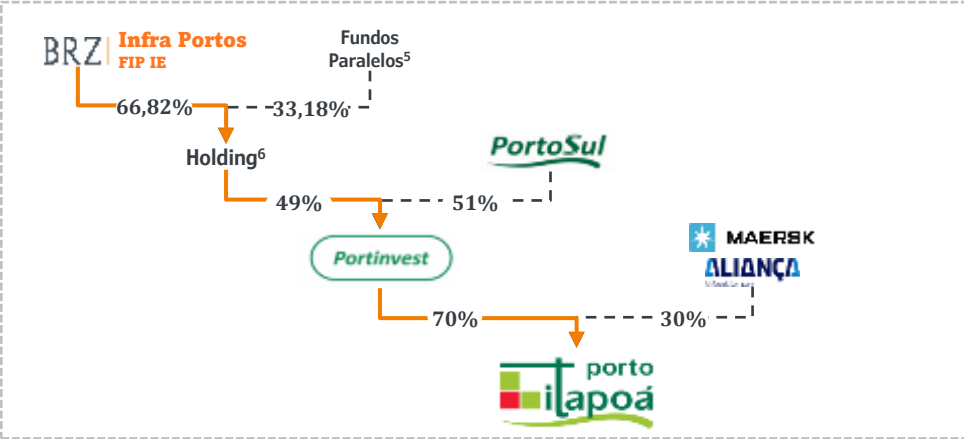 BRZ
Infra Portos
FIP IE
Fundos
Paralelos⁵
66,82%
33,18%
Holding⁶
PortoSul
49%
51%
Portinvest
MAERSK
ALIANÇA
70%
30%
porto
itapoá